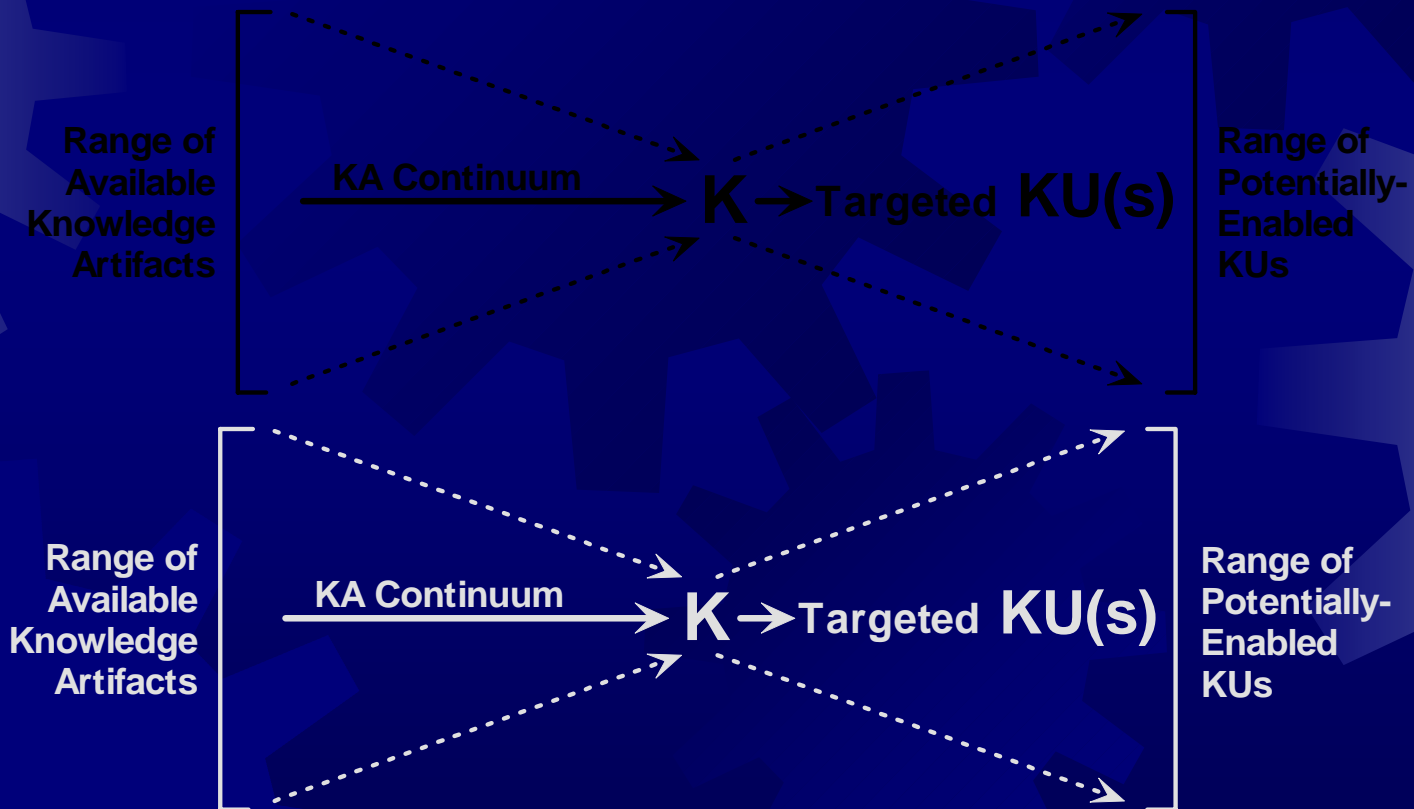 Range of
Available
Knowledge
Artifacts
KA Continuum
K
Targeted KU(s)
Range of
Potentially-
Enabled
KUs
Range of
Available
Knowledge
Artifacts
KA Continuum
K
Targeted KU(s)
Range of
Potentially-
Enabled
KUs